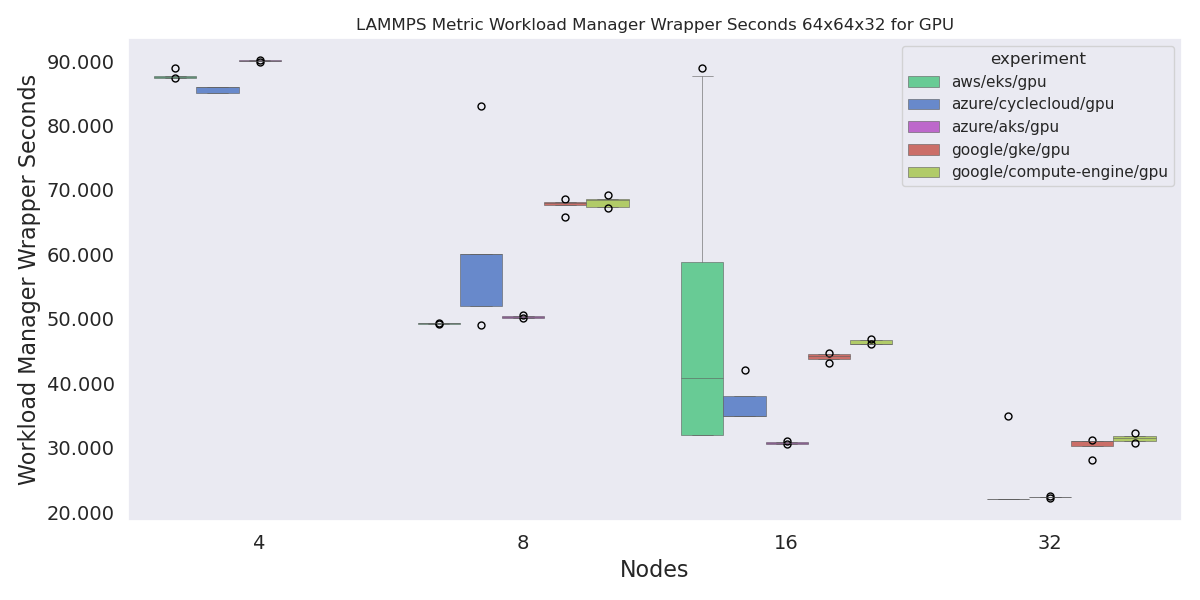 LAMMPS Metric Workload Manager Wrapper Seconds 64x64x32 for GPU
Workload Manager Wrapper Seconds
90.000
80.000
70.000
60.000
50.000
40.000
30.000
20.000
experiment
aws/eks/gpu
azure/cyclecloud/gpu
azure/aks/gpu
google/gke/gpu
google/compute-engine/gpu
4
8
16
32
Nodes